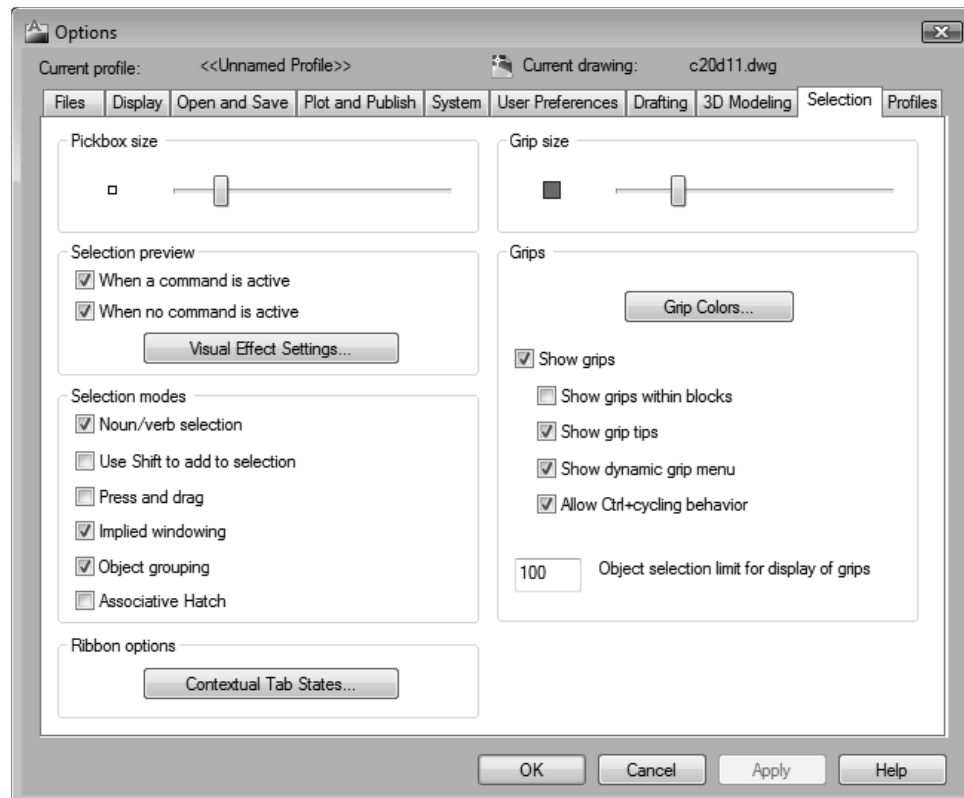 Options
Current profile: <<Unnamed Profile>> Current drawing: c20d11.dwg
Files Display Open and Save Plot and Publish System User Preferences Drafting 3D Modeling Selection Profiles
Pickbox size
Grip size
Selection preview
When a command is active
When no command is active
Visual Effect Settings...
Selection modes
Noun/verb selection
Use Shift to add to selection
Press and drag
Implied windowing
Object grouping
Associative Hatch
Ribbon options
Contextual Tab States...
Grips
Grip Colors...
Show grips
Show grips within blocks
Show grip tips
Show dynamic grip menu
Allow Ctrl+cycling behavior
100 Object selection limit for display of grips
OK Cancel Apply Help